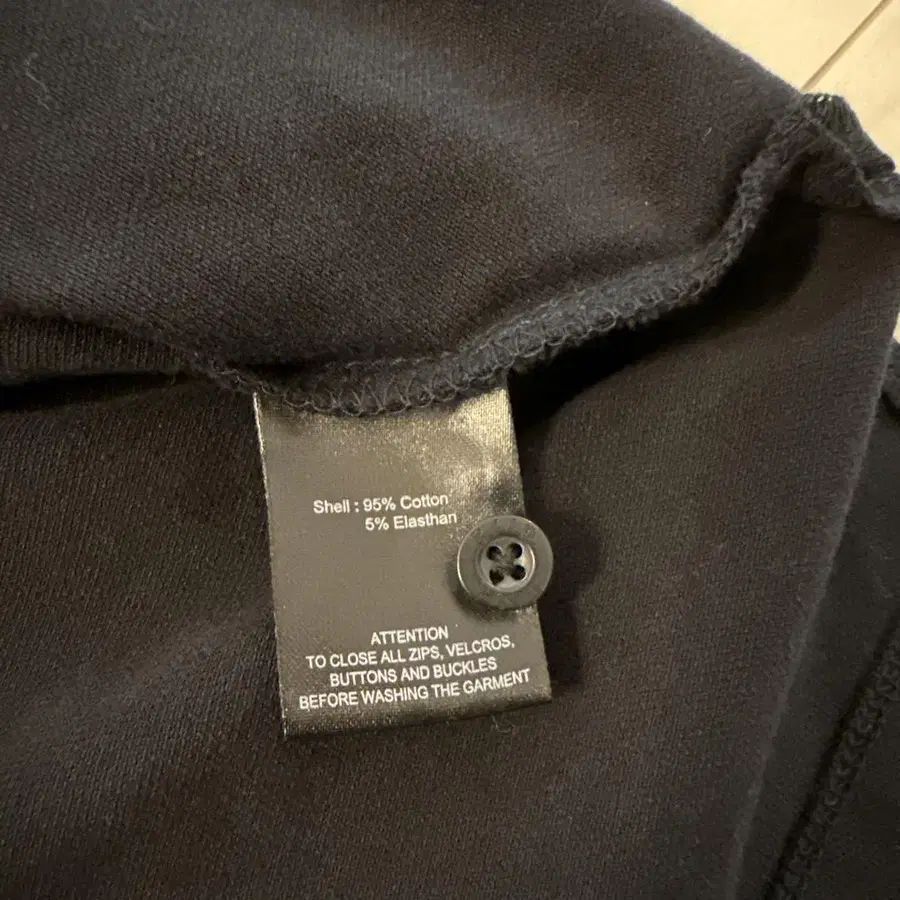 Shell : 95% Cotton
5% Elasthan
ATTENTION
TO CLOSE ALL ZIPS, VELCROS,
BUTTONS AND BUCKLES
BEFORE WASHING THE GARMENT